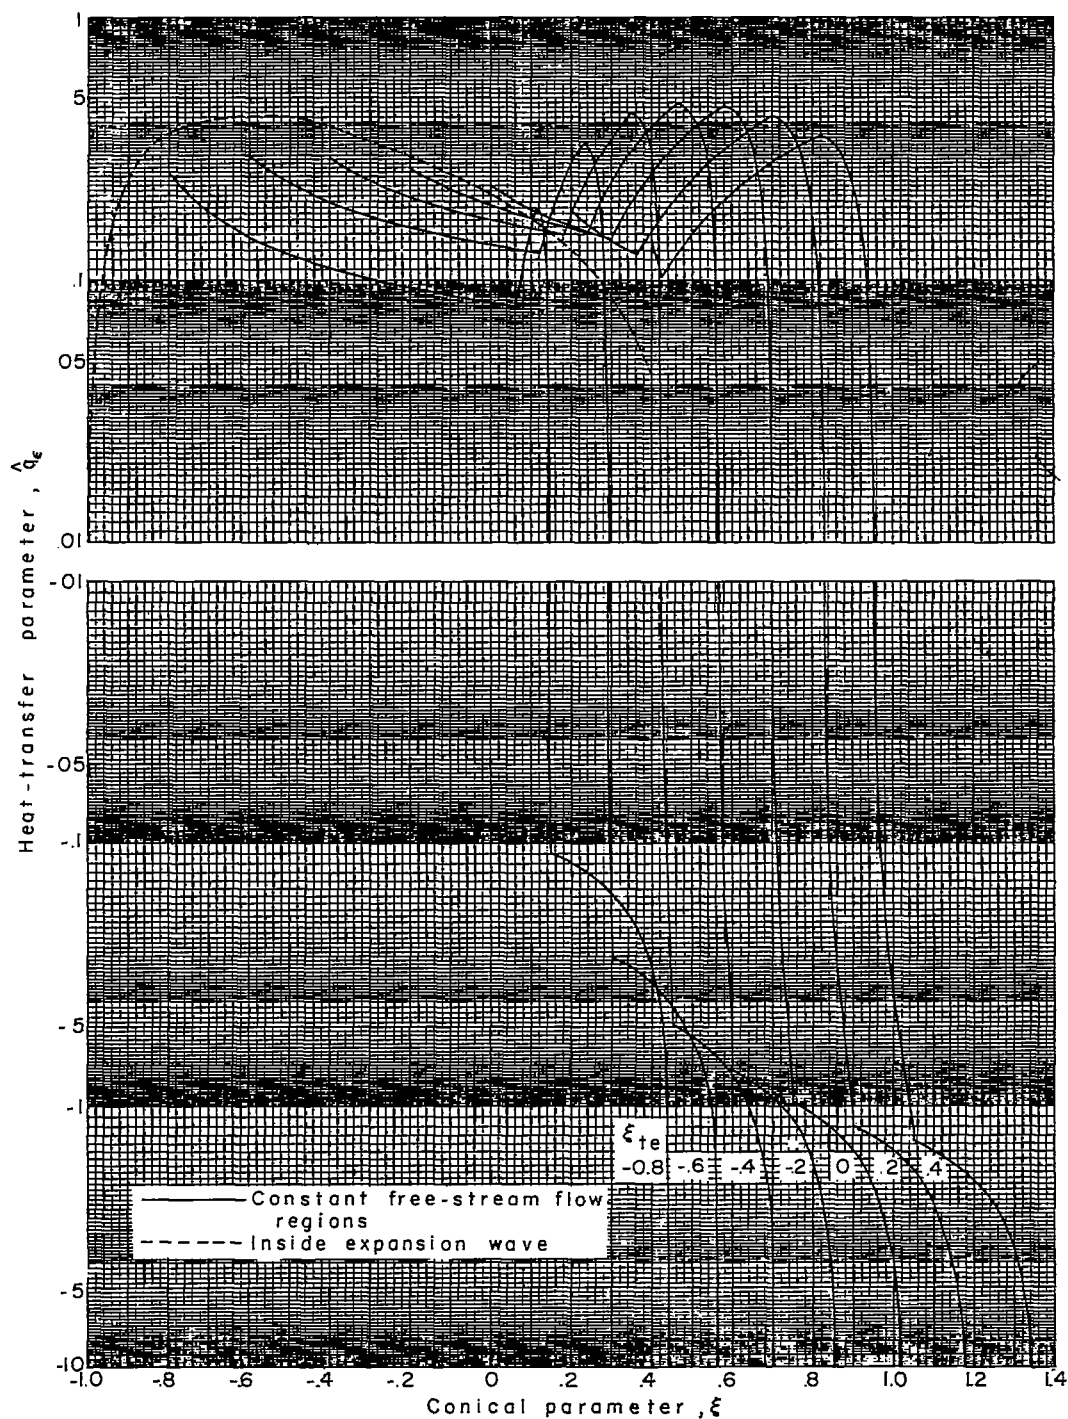 1
5
.1
05
.01
-.01
-.05
-.1
-.5
-1
-.5
-10
Heat-transfer parameter, q̂ε
ξte
-0.8 -.6 -.4 -.2 0 .2 .4
Constant free-stream flow
regions
Inside expansion wave
-1.0 -.8 -.6 -.4 .2 0 .2 .4 .6 .8 1.0 1.2 1.4
Conical parameter, ξ